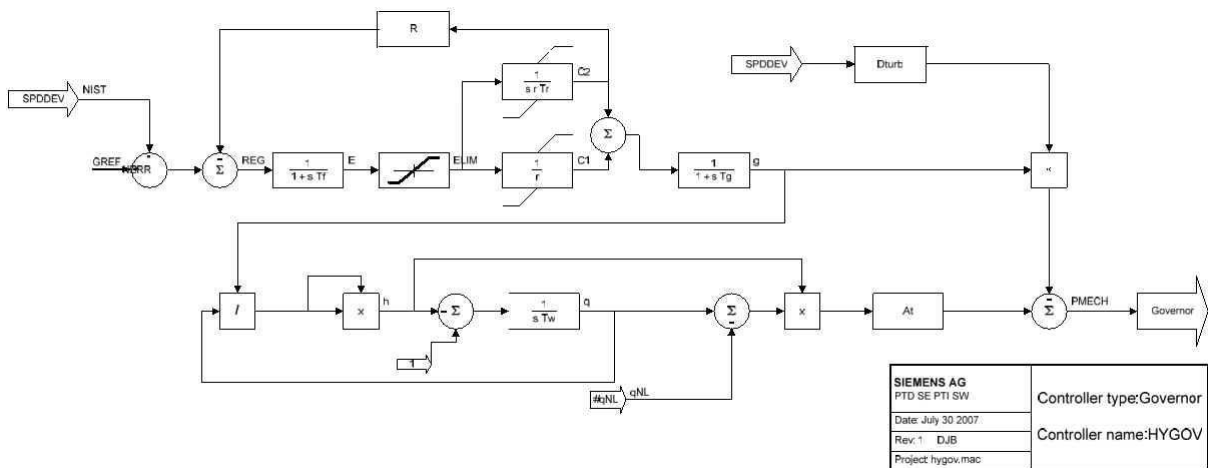 R
SPDDEV
NIST
GREF
1
s r Tr
C2
Σ
SPDDEV
Dturb
Σ
REG
1
1 + s Tf
E
ELIM
1
r
C1
1
1 + s Tg
g
/
x
h
Σ
1
1
s Tw
q
#qNL
qNL
Σ
x
At
Σ
PMECH
Governor
SIEMENS AG
PTD SE PTI SW
Date: July 30 2007
Rev: 1 DJB
Project: hygov.mac
Controller type:Governor
Controller name:HYGOV